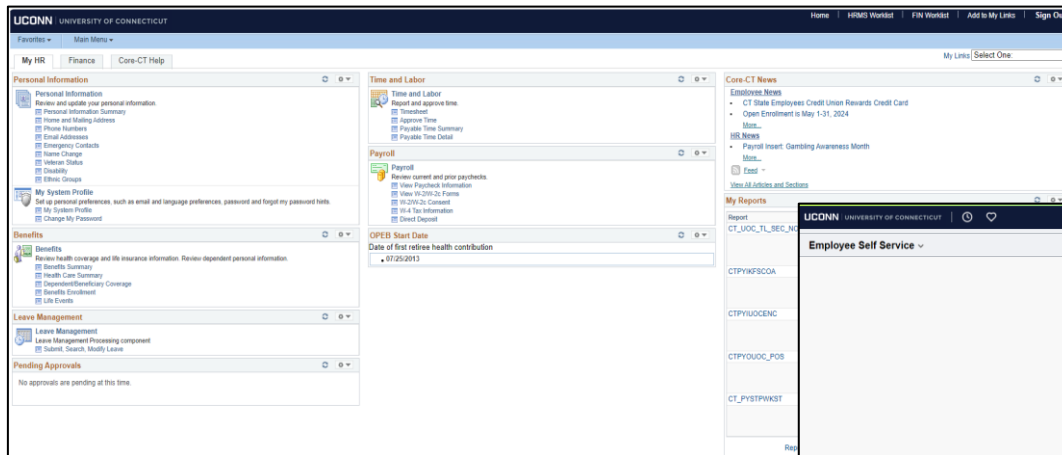 UCONN | UNIVERSITY OF CONNECTICUT
Home | HRMS Worklist | FIN Worklist | Add to My Links | Sign Ou
Favorites Main Menu
My HR Finance Core-CT Help
My Links Select One:
Personal Information
Personal Information
Review and update your personal information.
Personal Information Summary
Home and Mailing Address
Phone Numbers
Email Addresses
Emergency Contacts
Name Change
Veteran Status
Disability
Ethnic Groups
My System Profile
Set up personal preferences, such as email and language preferences, password and forgot my password hints.
My System Profile
Change My Password
Benefits
Benefits
Review health coverage and life insurance information. Review dependent personal information.
Benefits Summary
Health Care Summary
Dependent/Beneficiary Coverage
Benefits Enrollment
Life Events
Leave Management
Leave Management
Leave Management Processing component
Submit, Search, Modify Leave
Pending Approvals
No approvals are pending at this time.
Time and Labor
Time and Labor
Report and approve time.
Timesheet
Approve Time
Payable Time Summary
Payable Time Detail
Payroll
Payroll
Review current and prior paychecks.
View Paycheck Information
View W-2/W-2c Forms
W-2/W-2c Consent
W-4 Tax Information
Direct Deposit
OPEB Start Date
Date of first retiree health contribution
• 07/25/2013
Core-CT News
Employee News
• CT State Employees Credit Union Rewards Credit Card
• Open Enrollment is May 1-31, 2024
More...
HR News
• Payroll Insert: Gambling Awareness Month
More...
Feed
View All Articles and Sections
My Reports
Report
CT_UOC_TL_SEC_NO
CTPYIKFSCOA
CTPYIUOCENC
CTPYOUOC_POS
CT_PYSTPWKST
Rep
UCONN | UNIVERSITY OF CONNECTICUT
Employee Self Service